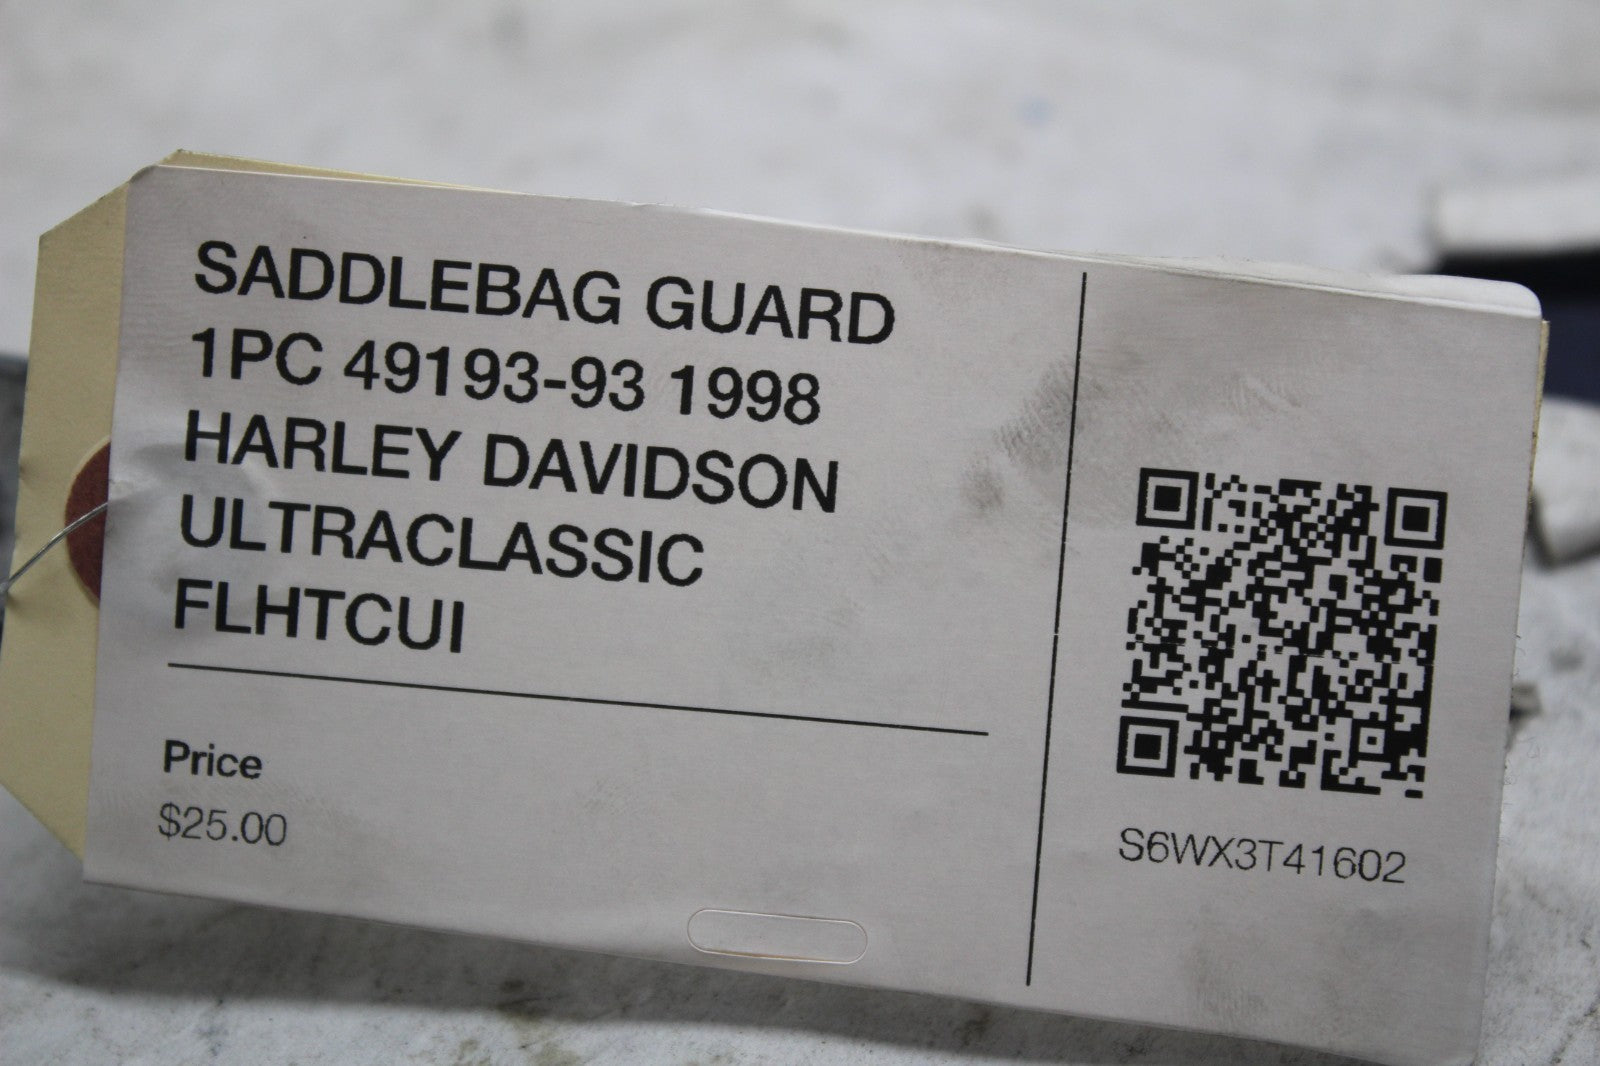 SADDLEBAG GUARD
1PC 49193-93 1998
HARLEY DAVIDSON
ULTRACLASSIC
FLHTCUI
Price
$25.00
S6WX3T41602